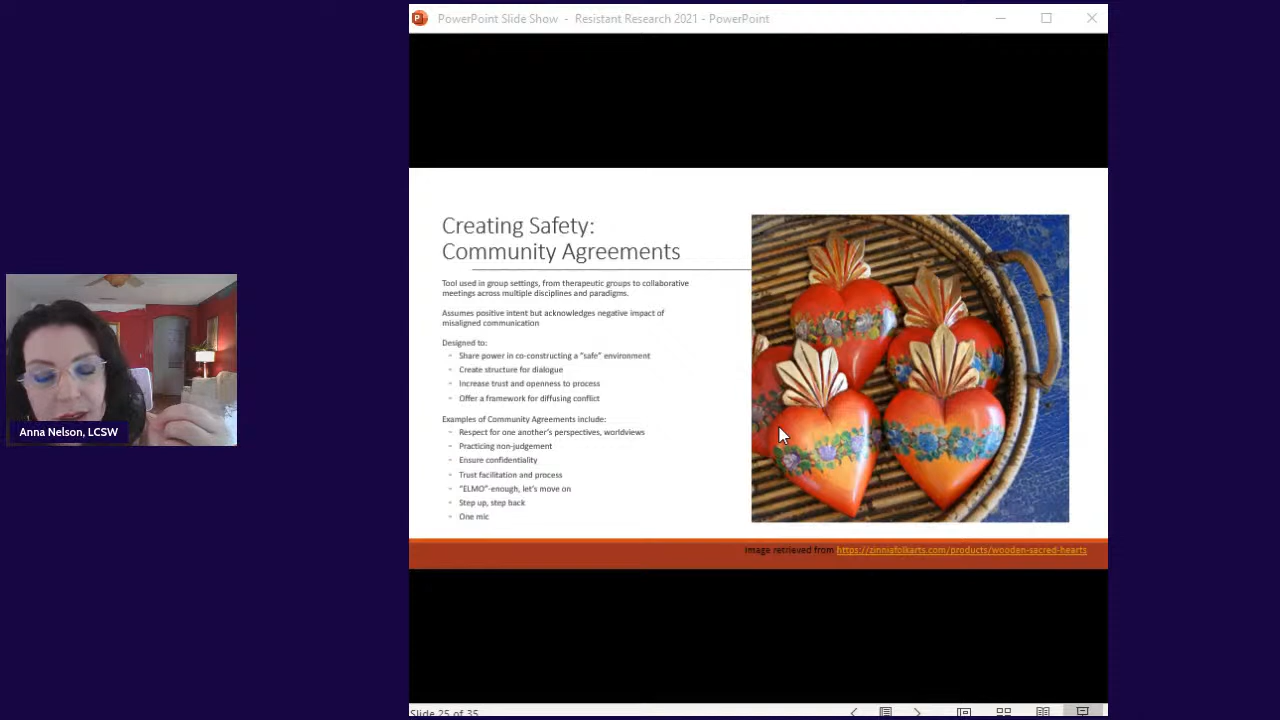 PowerPoint Slide Show - Resistant Research 2021 - PowerPoint
Creating Safety:
Community Agreements
Tool used in group settings, from therapeutic groups to collaborative
meetings across multiple disciplines and paradigms.
Assumes positive intent but acknowledges negative impact of
misaligned communication
Designed to:
- Share power in co-constructing a "safe" environment
- Create structure for dialogue
- Increase trust and openness to process
- Offer a framework for diffusing conflict
Examples of Community Agreements include:
- Respect for one another's perspectives, worldviews
- Practicing non-judgement
- Ensure confidentiality
- Trust facilitation and process
- "ELMO"-enough, let's move on
- Step up, step back
- One mic
Image retrieved from https://zinniafolkarts.com/products/wooden-sacred-hearts
Anna Nelson, LCSW
Slide 25 of 35